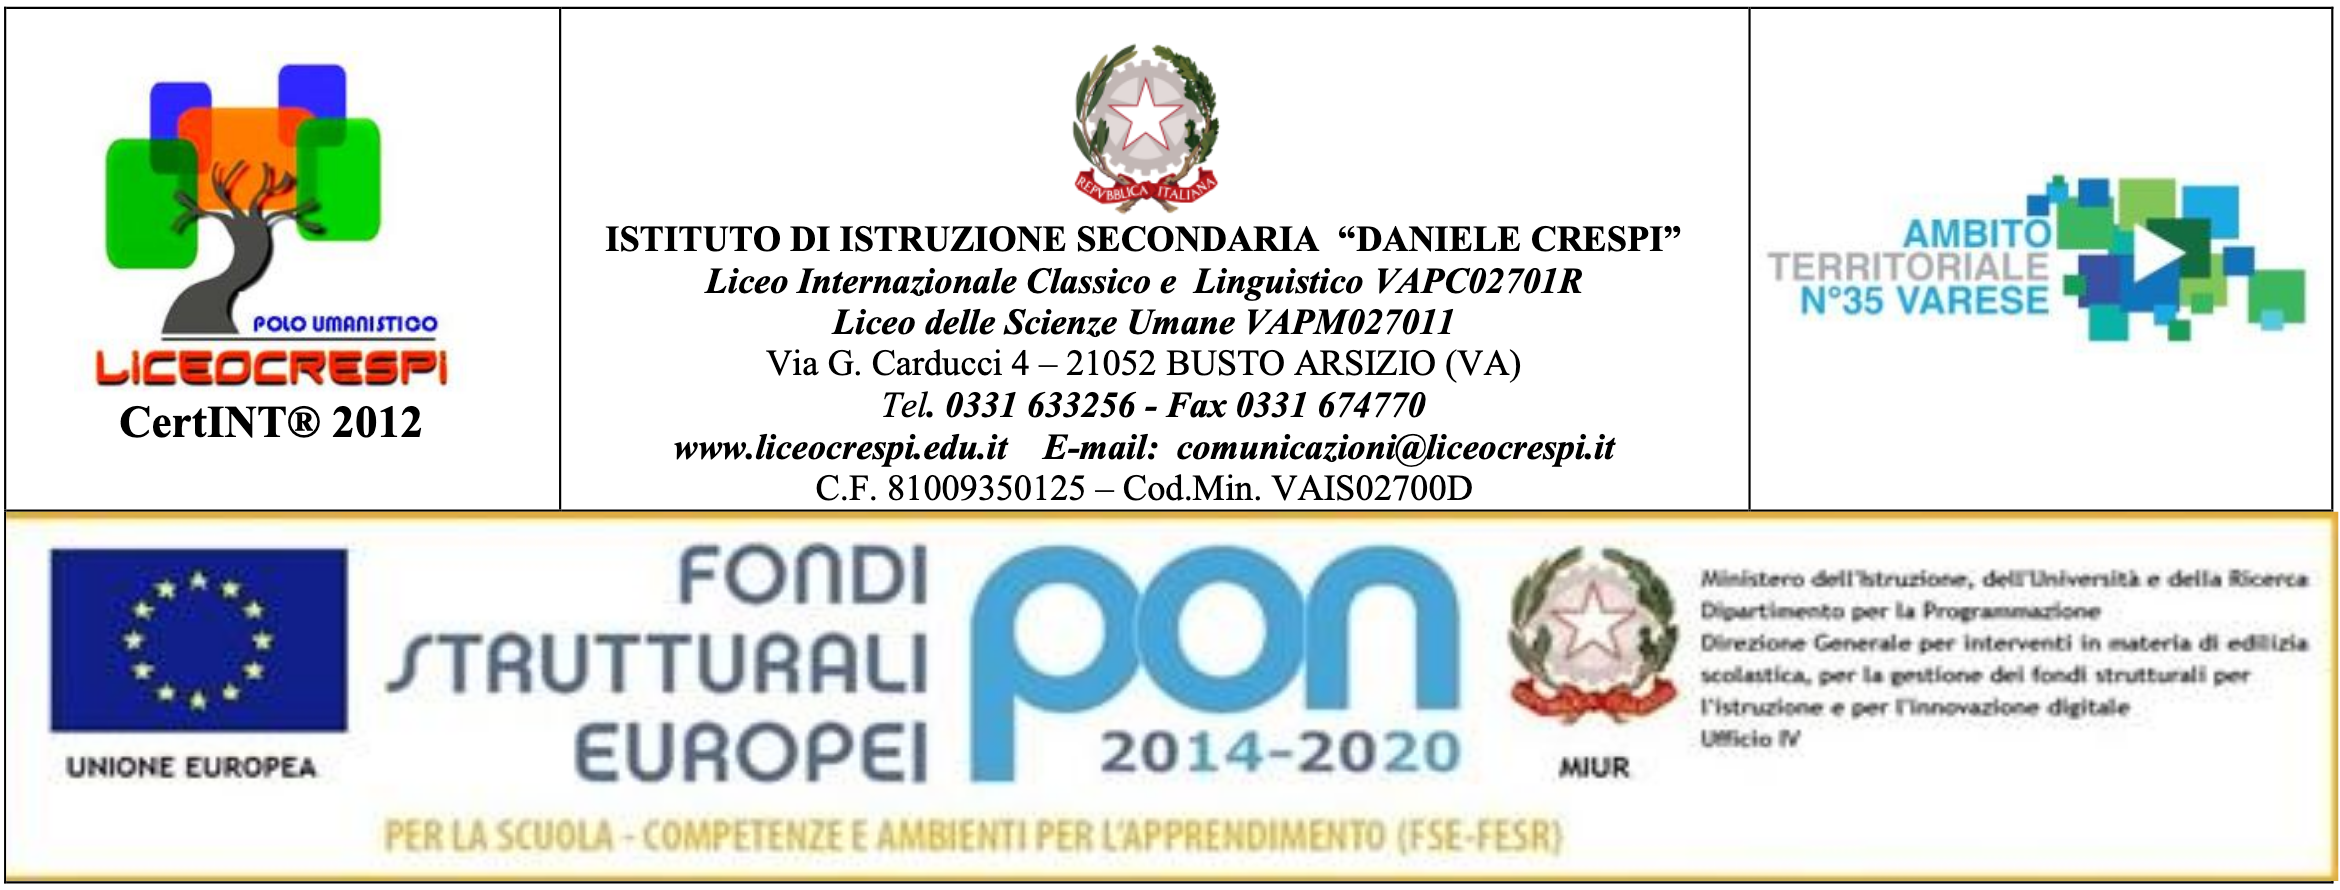 POLO UMANISTICO
LiCEOCRESPi
CertINT® 2012
REPVBBLICA ITALIANA
ISTITUTO DI ISTRUZIONE SECONDARIA “DANIELE CRESPI”
Liceo Internazionale Classico e Linguistico VAPC02701R
Liceo delle Scienze Umane VAPM027011
Via G. Carducci 4 – 21052 BUSTO ARSIZIO (VA)
Tel. 0331 633256 - Fax 0331 674770
www.liceocrespi.edu.it E-mail: comunicazioni@liceocrespi.it
C.F. 81009350125 – Cod.Min. VAIS02700D
AMBITO
TERRITORIALE
N°35 VARESE
UNIONE EUROPEA
FONDI
STRUTTURALI
EUROPEI
pon
2014-2020
MIUR
Ministero dell'Istruzione, dell'Università e della Ricerca
Dipartimento per la Programmazione
Direzione Generale per interventi in materia di edilizia
scolastica, per la gestione dei fondi strutturali per
l'istruzione e per l'innovazione digitale
Ufficio IV
PER LA SCUOLA - COMPETENZE E AMBIENTI PER L'APPRENDIMENTO (FSE-FESR)